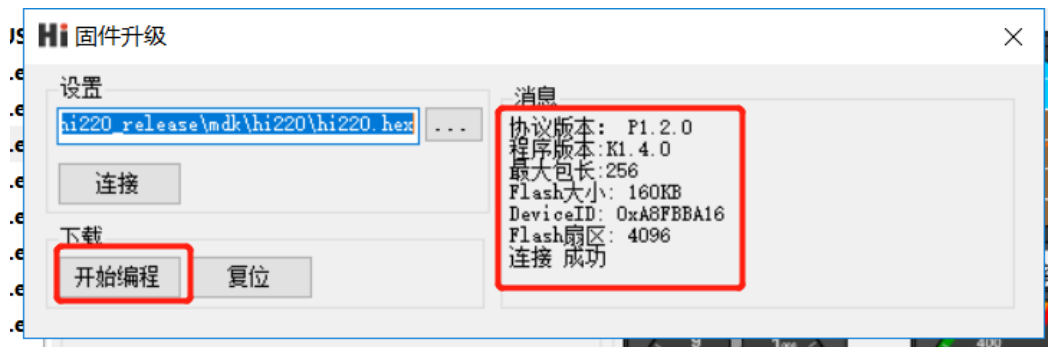 Hi 固件升级
设置
hi220_release\mdk\hi220\hi220.hex ...
连接
下载
开始编程 复位
消息
协议版本: P1.2.0
程序版本:K1.4.0
最大包长:256
Flash大小: 160KB
DeviceID: 0xA8FBBA16
Flash扇区: 4096
连接 成功
400